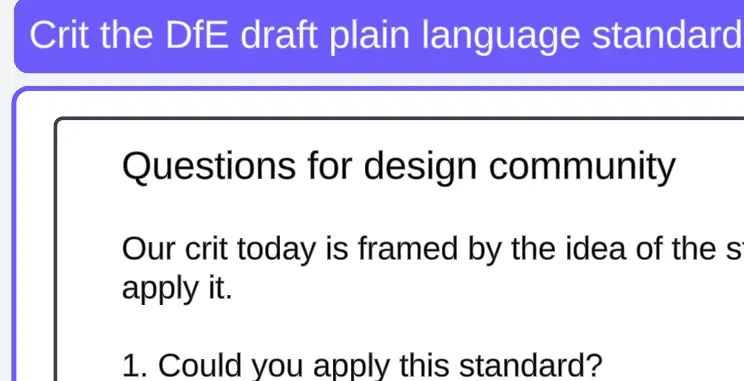 Crit the DfE draft plain language standard
Questions for design community
Our crit today is framed by the idea of the
apply it.
1. Could you apply this standard?